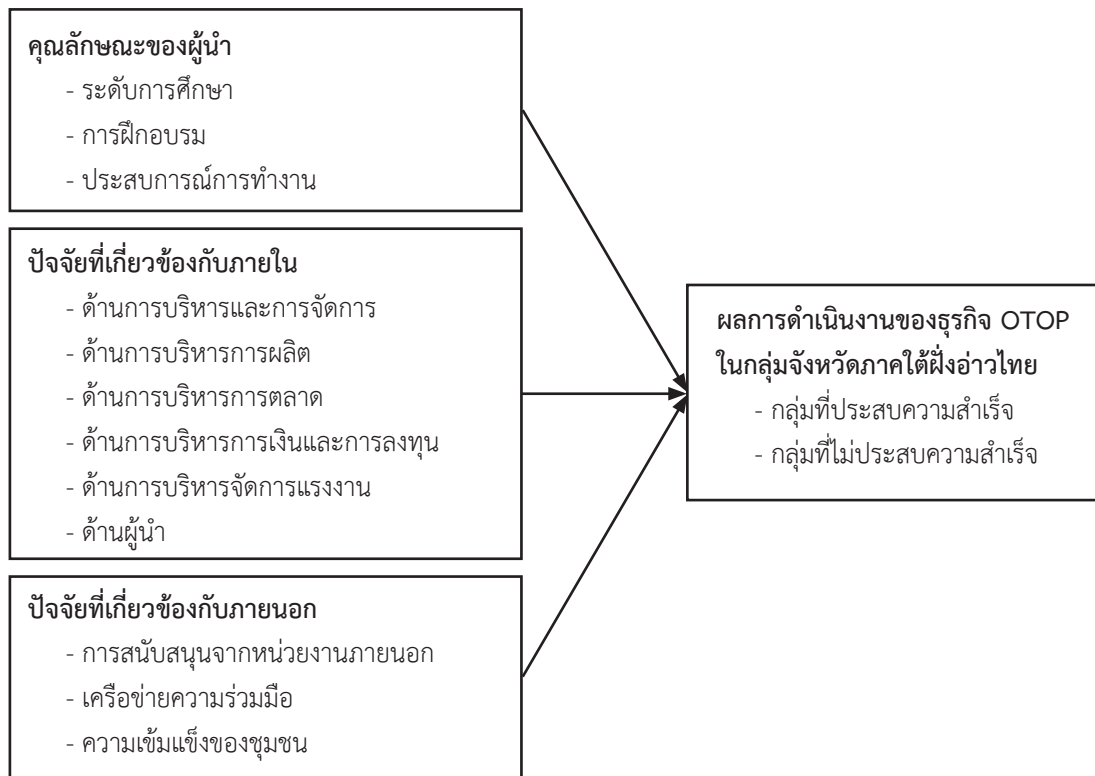 คุณลักษณะของผู้นำ
- ระดับการศึกษา
- การฝึกอบรม
- ประสบการณ์การทำงาน
ปัจจัยที่เกี่ยวข้องกับภายใน
- ด้านการบริหารและการจัดการ
- ด้านการบริหารการผลิต
- ด้านการบริหารการตลาด
- ด้านการบริหารการเงินและการลงทุน
- ด้านการบริหารจัดการแรงงาน
- ด้านผู้นำ
ปัจจัยที่เกี่ยวข้องกับภายนอก
- การสนับสนุนจากหน่วยงานภายนอก
- เครือข่ายความร่วมมือ
- ความเข้มแข็งของชุมชน
ผลการดำเนินงานของธุรกิจ OTOP
ในกลุ่มจังหวัดภาคใต้ฝั่งอ่าวไทย
- กลุ่มที่ประสบความสำเร็จ
- กลุ่มที่ไม่ประสบความสำเร็จ